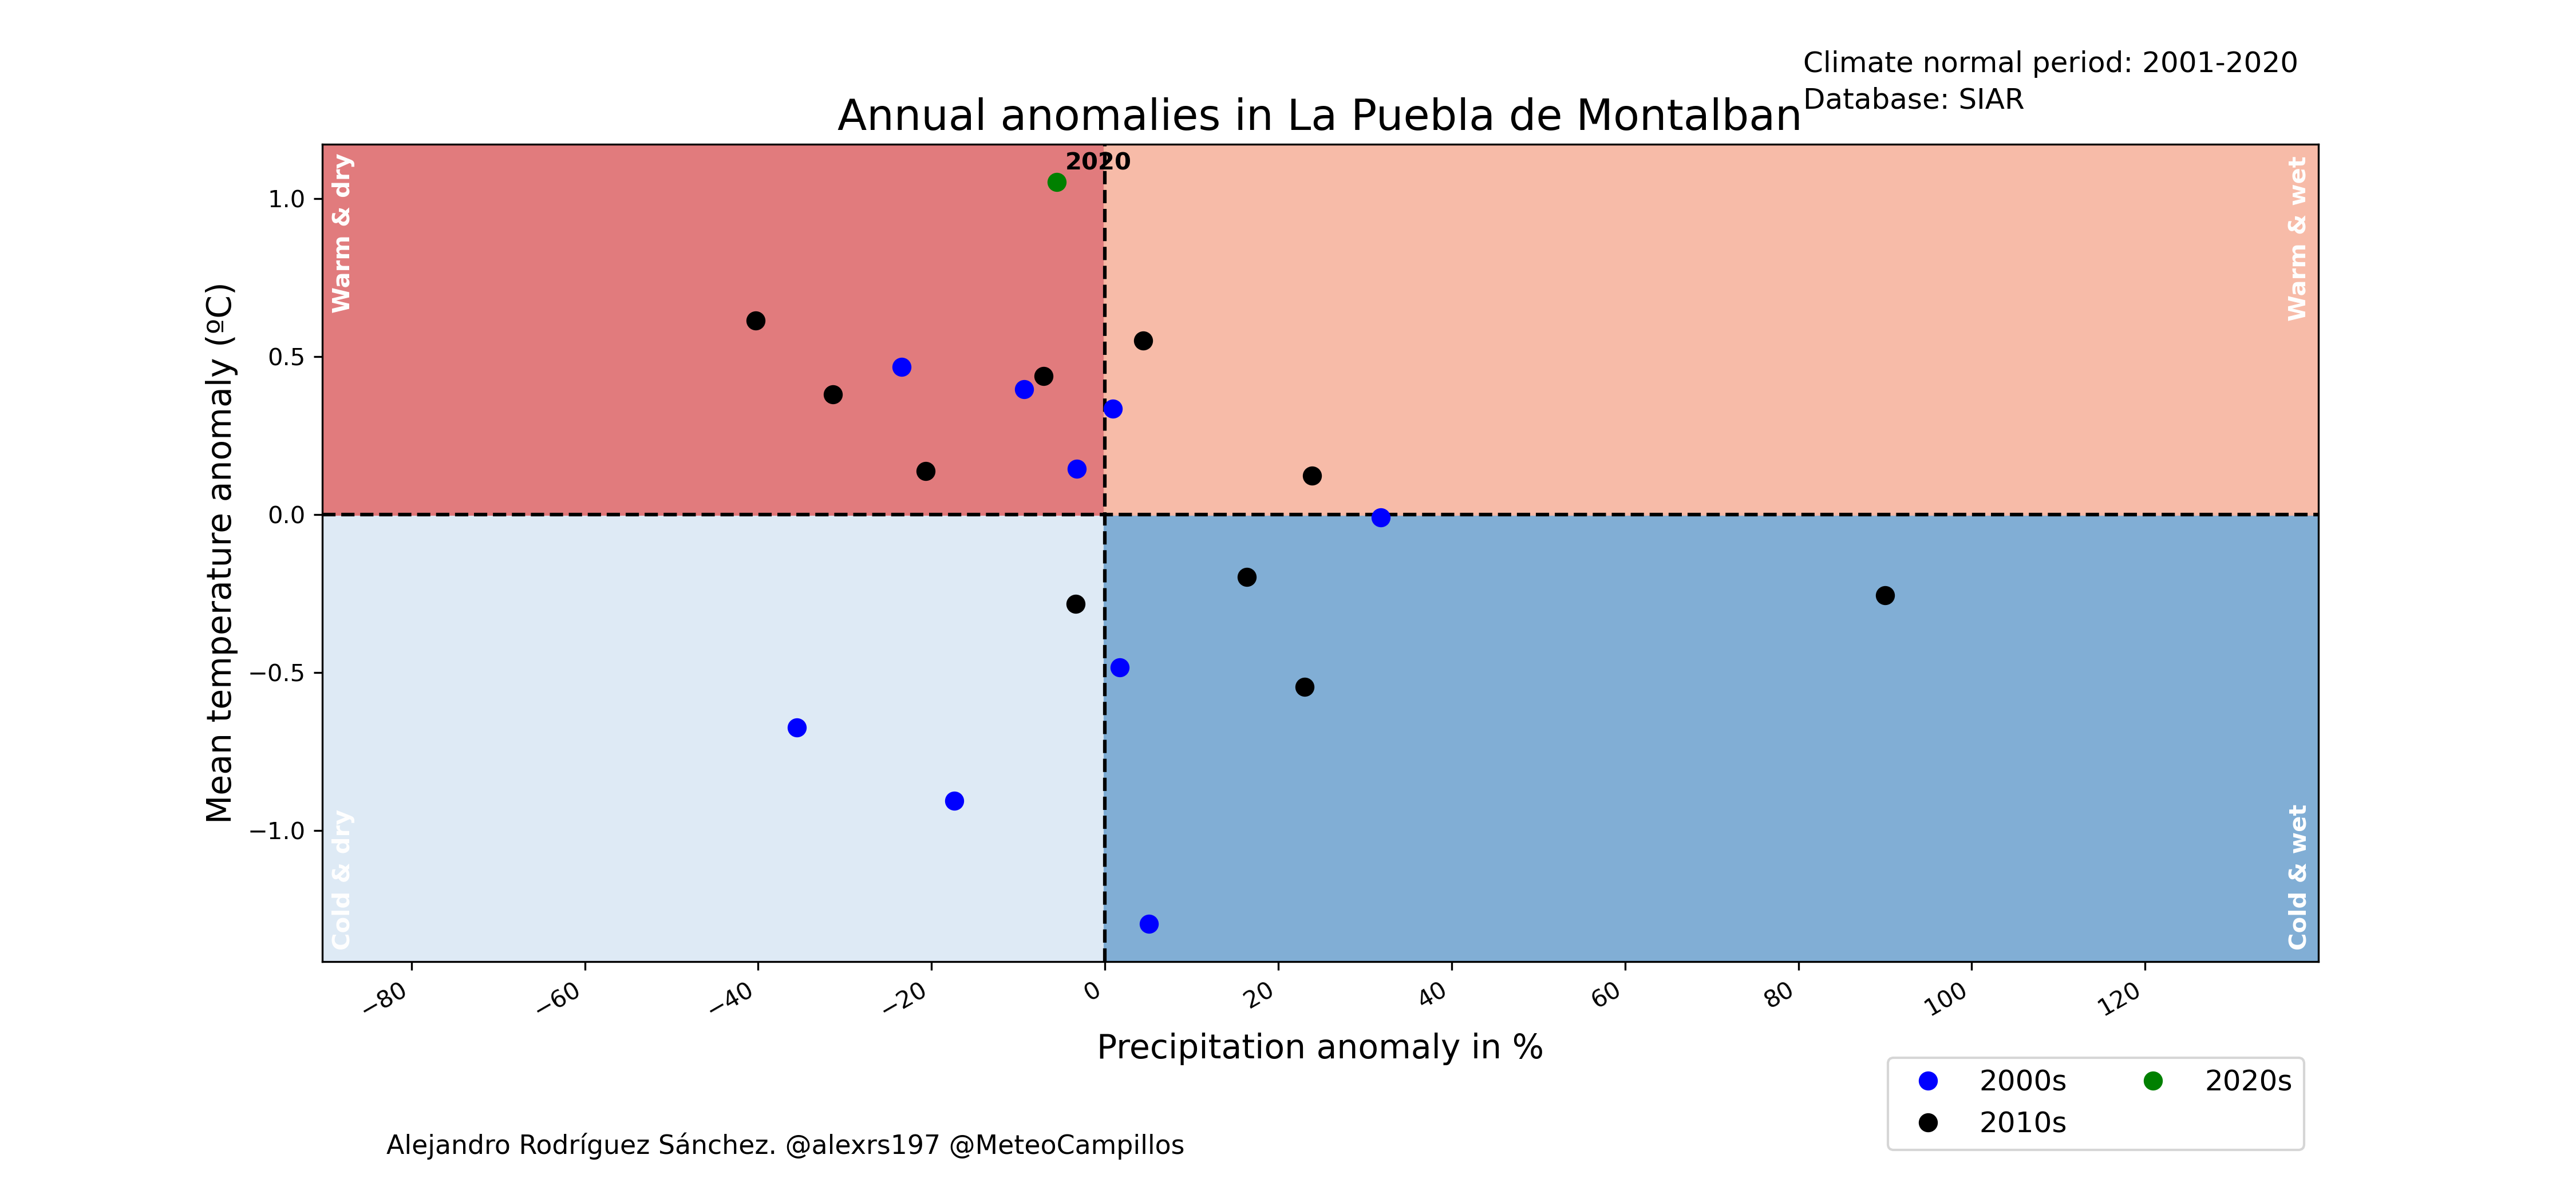 Climate normal period: 2001-2020
Database: SIAR
Annual anomalies in La Puebla de Montalban
2020
Warm & dry
Warm & wet
1.0
0.5
0.0
−0.5
−1.0
Mean temperature anomaly (ºC)
Cold & dry
Cold & wet
−80 −60 −40 −20 0 20 40 60 80 100 120
Precipitation anomaly in %
2000s 2020s
2010s
Alejandro Rodríguez Sánchez. @alexrs197 @MeteoCampillos